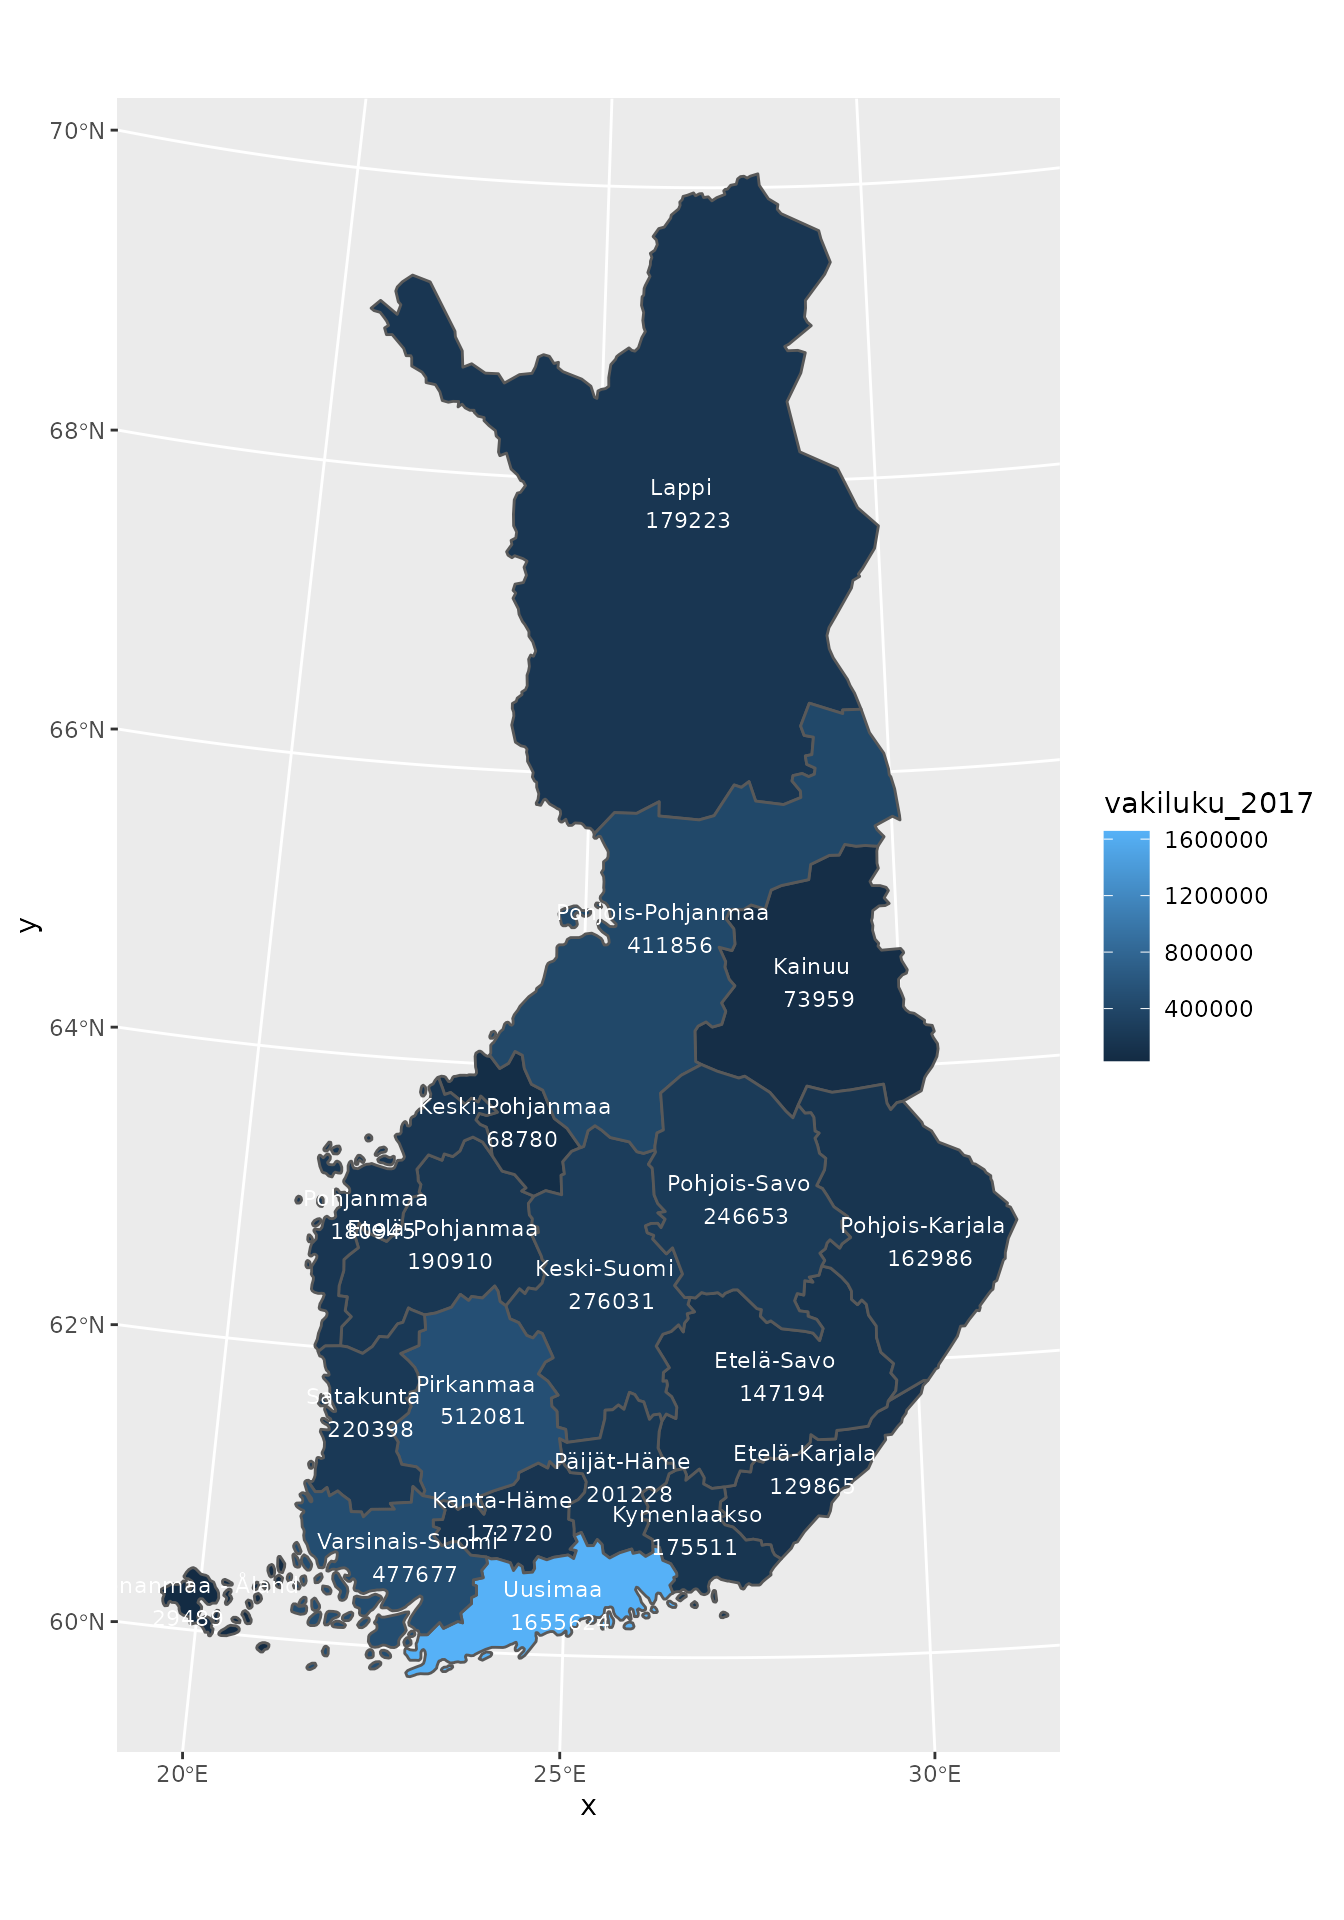 70°N
68°N
66°N
64°N
62°N
60°N
y
Lappi
179223
Pohjois-Pohjanmaa
411856
Kainuu
73959
Keski-Pohjanmaa
68780
Pohjois-Savo
246653
Pohjanmaa
180945
Etelä-Pohjanmaa
190910
Pohjois-Karjala
162986
Keski-Suomi
276031
Etelä-Savo
147194
Pirkanmaa
512081
Satakunta
220398
Etelä-Karjala
129865
Päijät-Häme
201228
Kanta-Häme
172720
Kymenlaakso
175511
Varsinais-Suomi
477677
nanmaa - Åland
29489
Uusimaa
1655624
20°E 25°E 30°E
x
vakiluku_2017
1600000
1200000
800000
400000